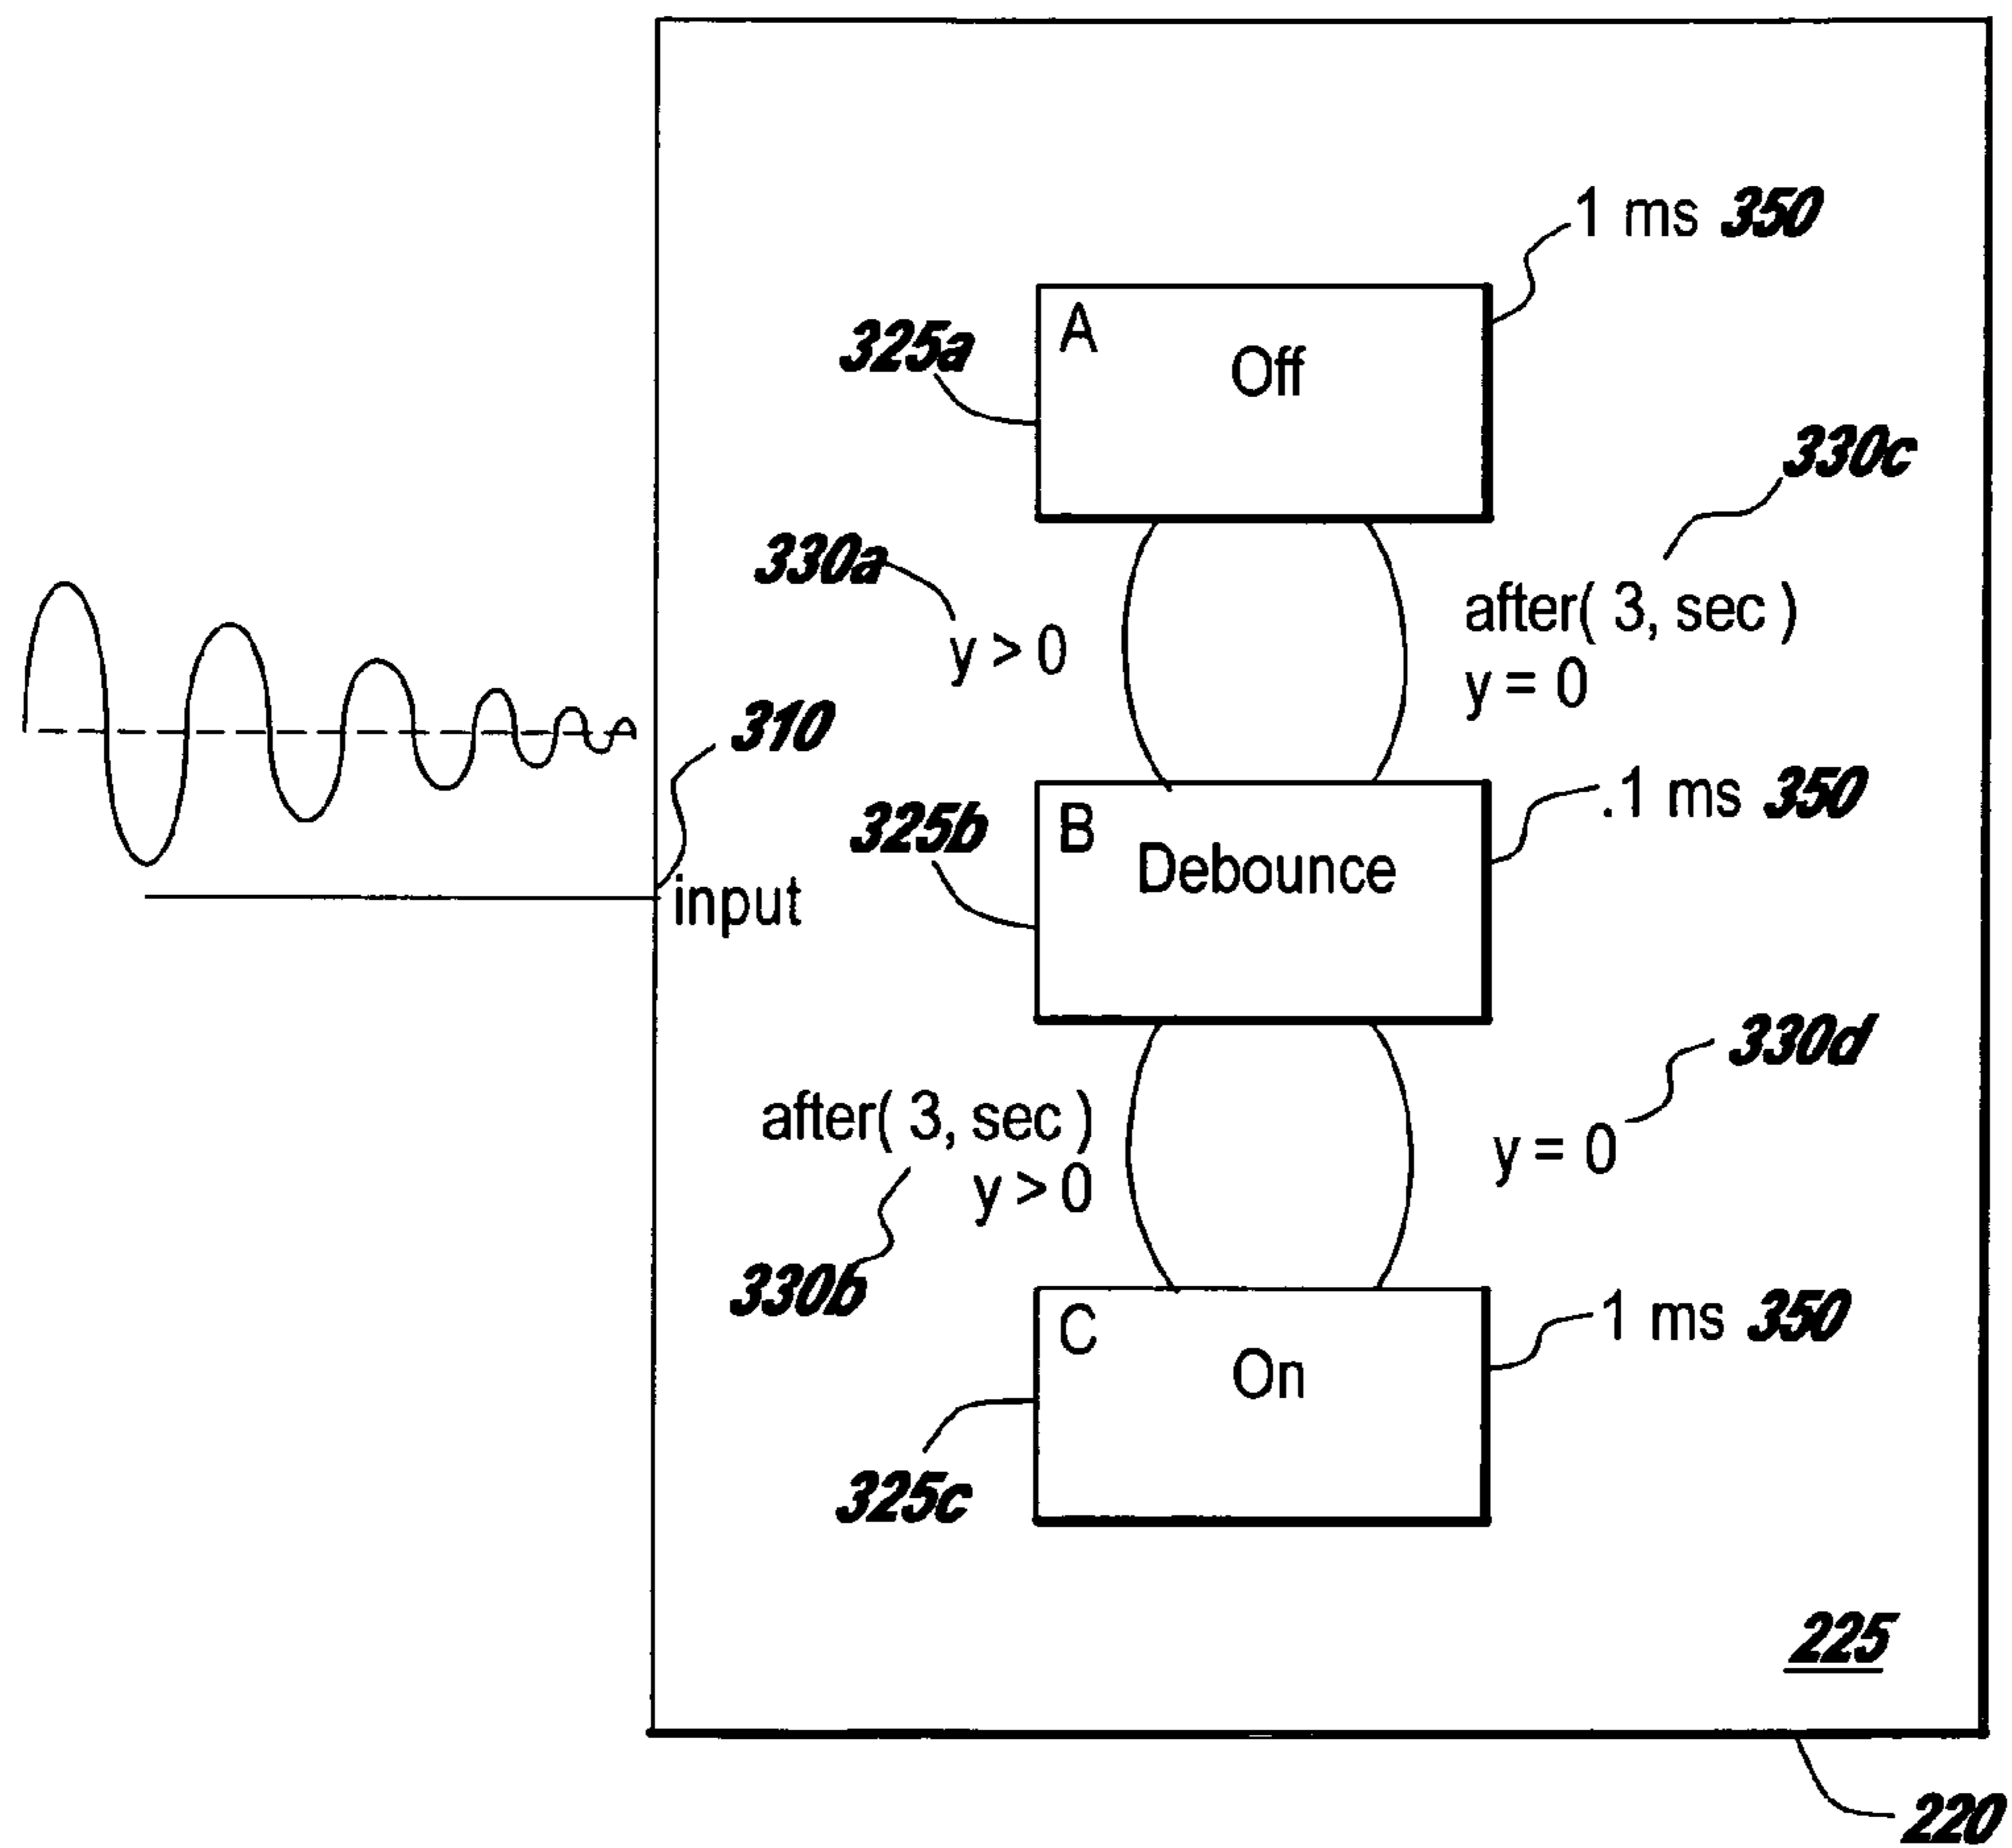 1 ms 350
325a
A
Off
330c
330a
y > 0
after( 3, sec )
y = 0
310
input
325b
B
Debounce
.1 ms 350
330d
after( 3, sec )
y > 0
y = 0
330b
C
On
1 ms 350
325c
225
220